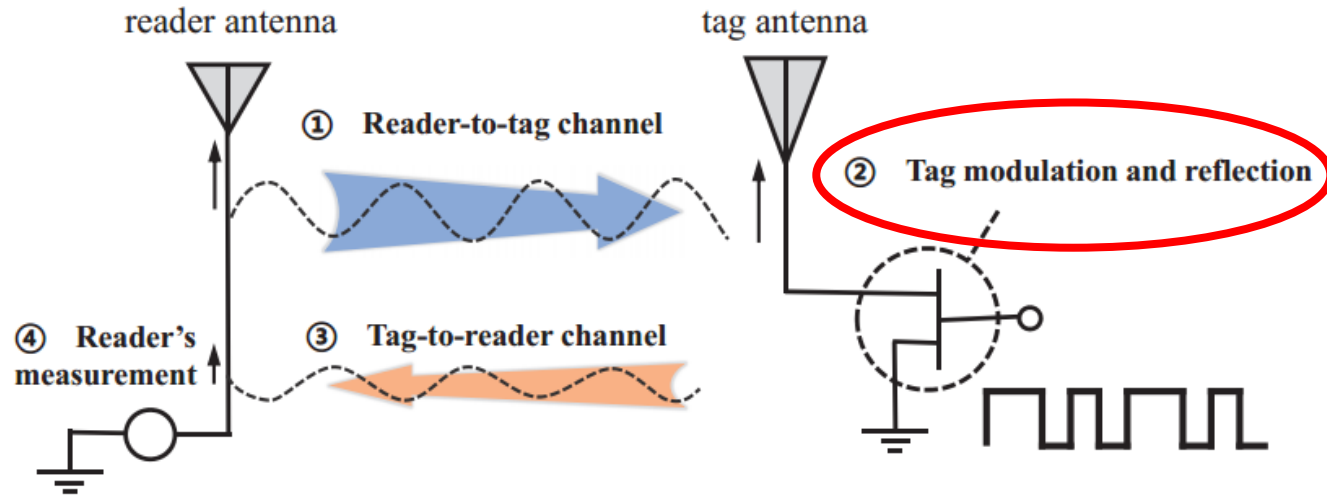 reader antenna
tag antenna
① Reader-to-tag channel
② Tag modulation and reflection
③ Tag-to-reader channel
④ Reader’s
measurement